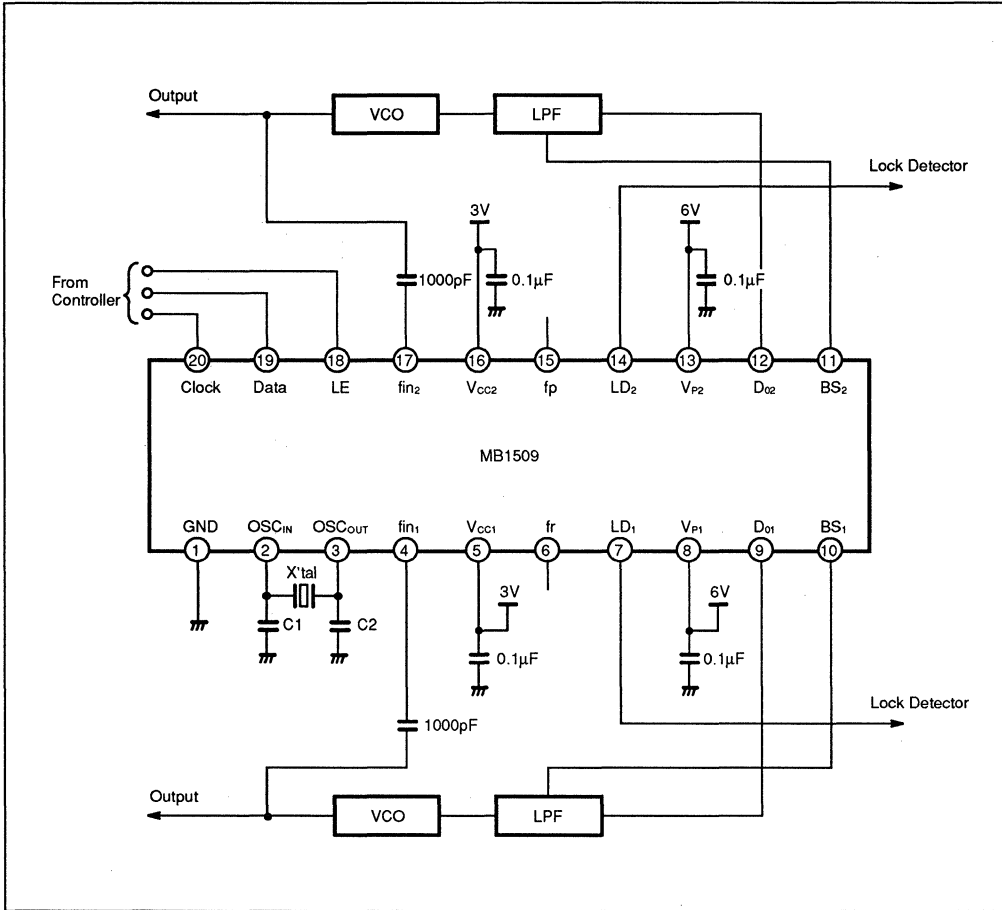 Output
VCO
LPF
Lock Detector
3V
6V
From
Controller
1000pF
0.1µF
0.1µF
20 19 18 17 16 15 14 13 12 11
Clock Data LE fin2 VCC2 fp LD2 VP2 D02 BS2
MB1509
GND OSCIN OSCOUT fin1 VCC1 fr LD1 VP1 D01 BS1
1 2 3 4 5 6 7 8 9 10
X'tal
3V
6V
C1
C2
0.1µF
0.1µF
1000pF
Lock Detector
Output
VCO
LPF